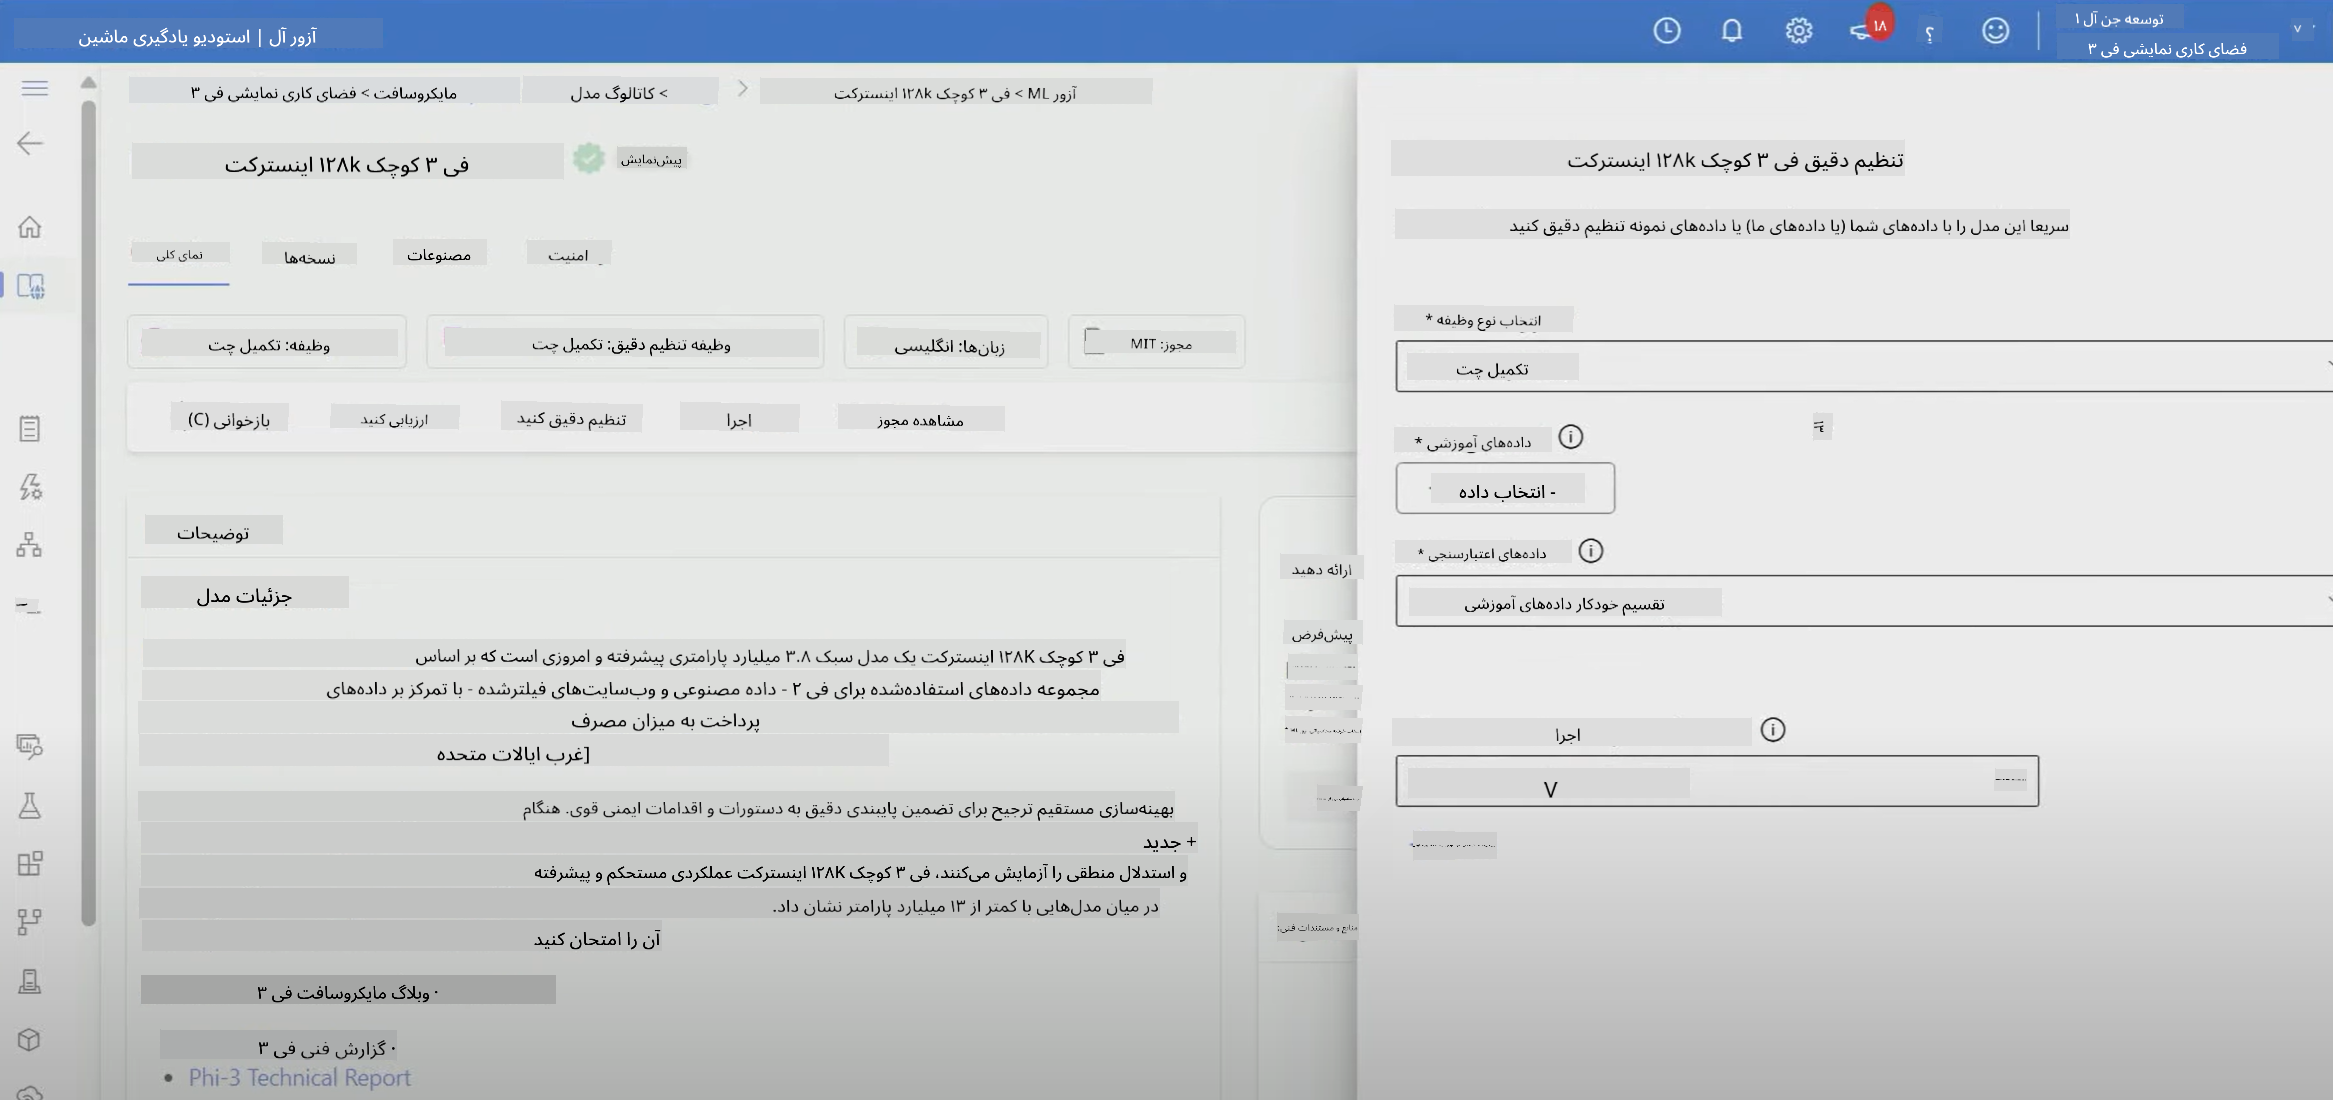 آزور آل | استودیو یادگیری ماشین
۱۸
؟
توسعه جن آل ۱
فضای کاری نمایشی فی ۳
مایکروسافت > فضای کاری نمایشی فی ۳
> کاتالوگ مدل
آزور ML > فی ۳ کوچک ۱۲۸k اینسترکت
فی ۳ کوچک ۱۲۸k اینسترکت
پیش‌نمایش
نمای کلی
نسخه‌ها
مصنوعات
امنیت
وظیفه: تکمیل چت
وظیفه تنظیم دقیق: تکمیل چت
زبان‌ها: انگلیسی
مجوز: MIT
بازخوانی (C)
ارزیابی کنید
تنظیم دقیق کنید
اجرا
مشاهده مجوز
توضیحات
جزئیات مدل
فی ۳ کوچک ۱۲۸K اینسترکت یک مدل سبک ۳.۸ میلیارد پارامتری پیشرفته و امروزی است که بر اساس
مجموعه داده‌های استفاده‌شده برای فی ۲ - داده مصنوعی و وب‌سایت‌های فیلترشده - با تمرکز بر داده‌های
پرداخت به میزان مصرف
[غرب ایالات متحده
بهینه‌سازی مستقیم ترجیح برای تضمین پایبندی دقیق به دستورات و اقدامات ایمنی قوی. هنگام
+ جدید
و استدلال منطقی را آزمایش می‌کنند، فی ۳ کوچک ۱۲۸K اینسترکت عملکردی مستحکم و پیشرفته
در میان مدل‌هایی با کمتر از ۱۳ میلیارد پارامتر نشان داد.
آن را امتحان کنید
· وبلاگ مایکروسافت فی ۳
· گزارش فنی فی ۳
• Phi-3 Technical Report
ارائه دهید
پیش‌فرض
منابع و مستندات فنی:
تنظیم دقیق فی ۳ کوچک ۱۲۸k اینسترکت
سریعا این مدل را با داده‌های شما (یا داده‌های ما) یا داده‌های نمونه تنظیم دقیق کنید
انتخاب نوع وظیفه *
تکمیل چت
داده‌های آموزشی *
- انتخاب داده
داده‌های اعتبارسنجی *
تقسیم خودکار داده‌های آموزشی
اجرا
V